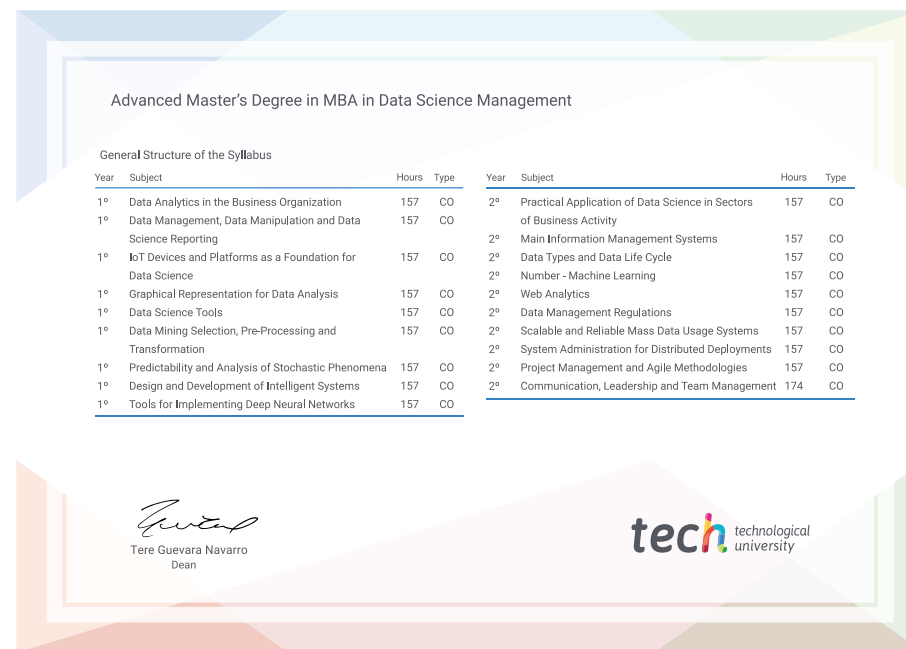 Advanced Master's Degree in MBA in Data Science Management
General Structure of the Syllabus
Year Subject Hours Type
1º Data Analytics in the Business Organization 157 CO
1º Data Management, Data Manipulation and Data 157 CO
Science Reporting
1º IoT Devices and Platforms as a Foundation for 157 CO
Data Science
1º Graphical Representation for Data Analysis 157 CO
1º Data Science Tools 157 CO
1º Data Mining Selection, Pre-Processing and 157 CO
Transformation
1º Predictability and Analysis of Stochastic Phenomena 157 CO
1º Design and Development of Intelligent Systems 157 CO
1º Tools for Implementing Deep Neural Networks 157 CO
Year Subject Hours Type
2º Practical Application of Data Science in Sectors 157 CO
of Business Activity
2º Main Information Management Systems 157 CO
2º Data Types and Data Life Cycle 157 CO
2º Number - Machine Learning 157 CO
2º Web Analytics 157 CO
2º Data Management Regulations 157 CO
2º Scalable and Reliable Mass Data Usage Systems 157 CO
2º System Administration for Distributed Deployments 157 CO
2º Project Management and Agile Methodologies 157 CO
2º Communication, Leadership and Team Management 174 CO
Tere Guevara Navarro
Dean
tech technological
university